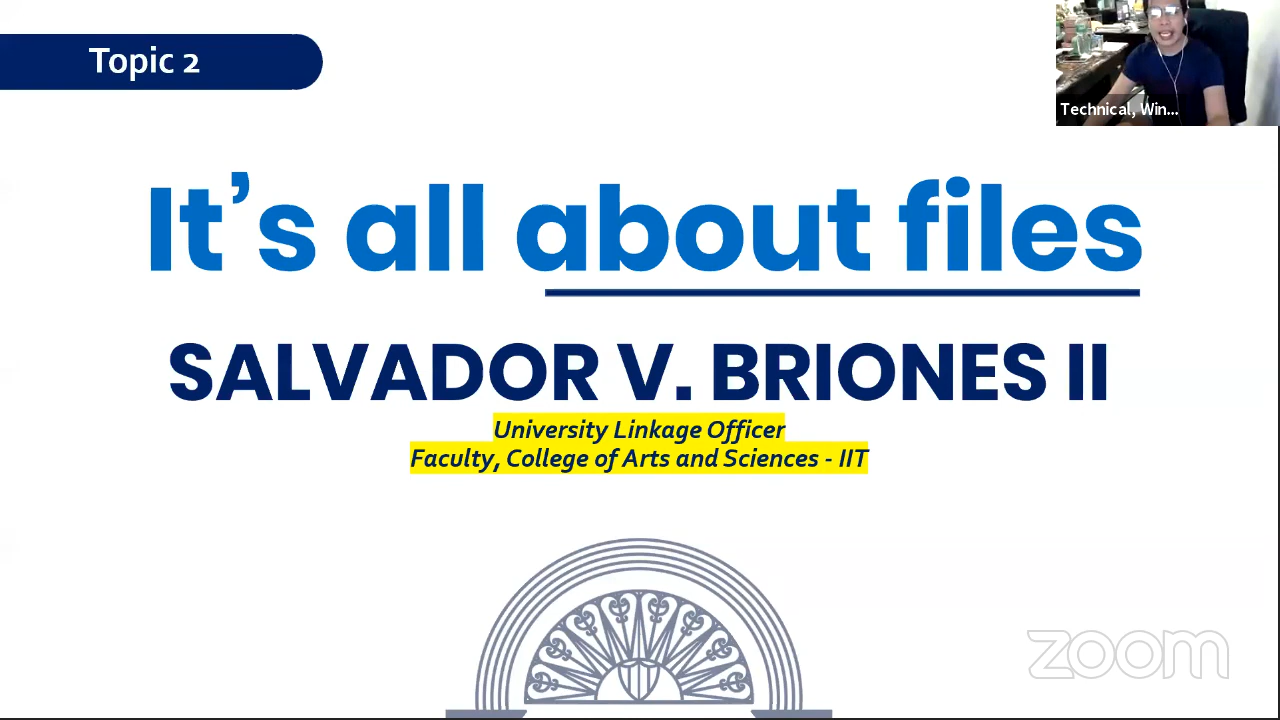 Topic 2
Technical, Win...
It's all about files
SALVADOR V. BRIONES II
University Linkage Officer
Faculty, College of Arts and Sciences - IIT
zoom